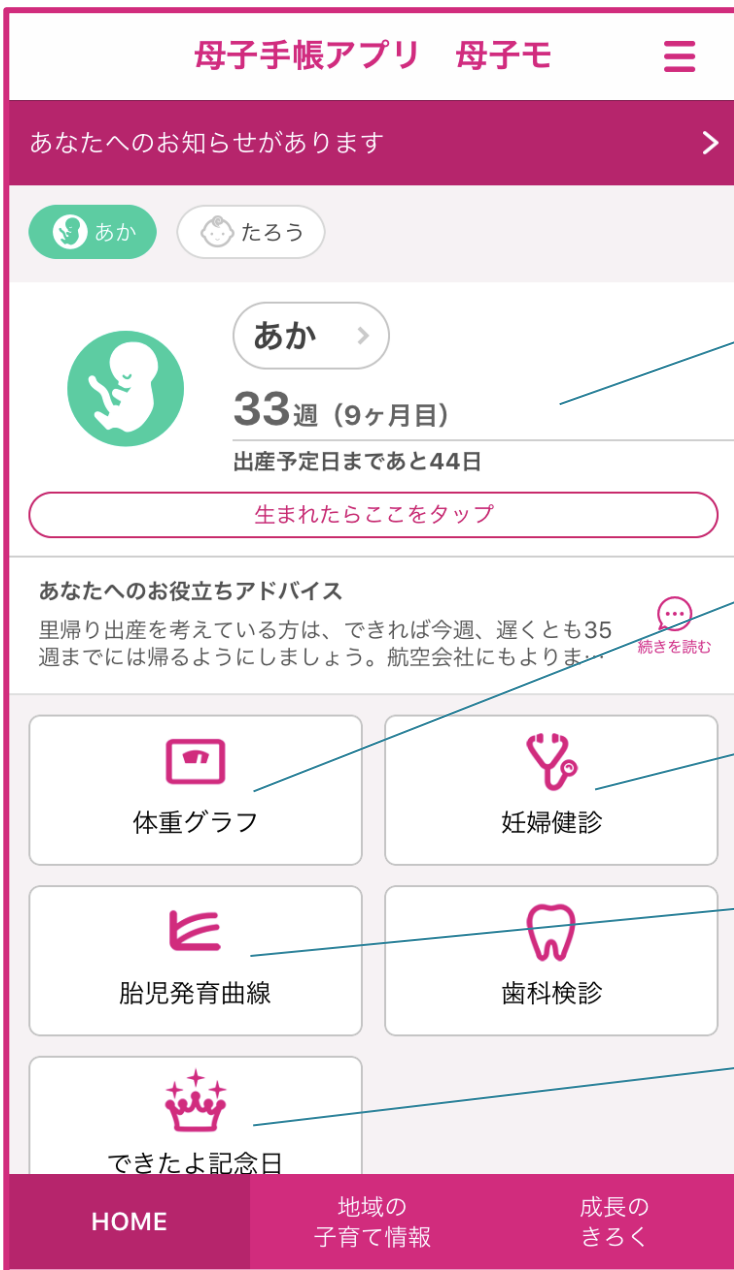 母子手帳アプリ　母子モ
あなたへのお知らせがあります
あか
たろう
あか
33週（9ヶ月目）
出産予定日まであと44日
生まれたらここをタップ
あなたへのお役立ちアドバイス
里帰り出産を考えている方は、できれば今週、遅くとも35
週までには帰るようにしましょう。航空会社にもよりま…
続きを読む
体重グラフ
妊婦健診
胎児発育曲線
歯科検診
できたよ記念日
HOME
地域の
子育て情報
成長の
きろく